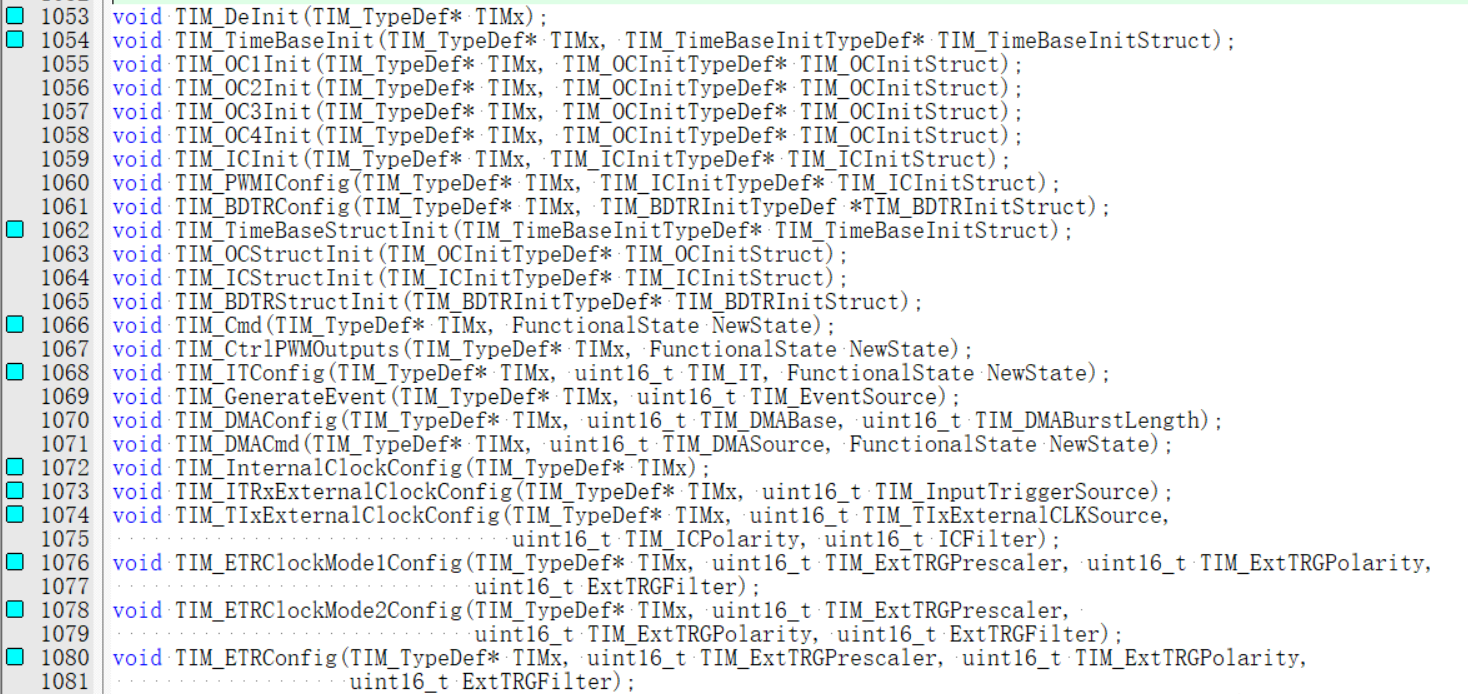 1053 void TIM_DeInit(TIM_TypeDef* TIMx);
1054 void TIM_TimeBaseInit(TIM_TypeDef* TIMx, TIM_TimeBaseInitTypeDef* TIM_TimeBaseInitStruct);
1055 void TIM_OC1Init(TIM_TypeDef* TIMx, TIM_OCInitTypeDef* TIM_OCInitStruct);
1056 void TIM_OC2Init(TIM_TypeDef* TIMx, TIM_OCInitTypeDef* TIM_OCInitStruct);
1057 void TIM_OC3Init(TIM_TypeDef* TIMx, TIM_OCInitTypeDef* TIM_OCInitStruct);
1058 void TIM_OC4Init(TIM_TypeDef* TIMx, TIM_OCInitTypeDef* TIM_OCInitStruct);
1059 void TIM_ICInit(TIM_TypeDef* TIMx, TIM_ICInitTypeDef* TIM_ICInitStruct);
1060 void TIM_PWMIConfig(TIM_TypeDef* TIMx, TIM_ICInitTypeDef* TIM_ICInitStruct);
1061 void TIM_BDTRConfig(TIM_TypeDef* TIMx, TIM_BDTRInitTypeDef *TIM_BDTRInitStruct);
1062 void TIM_TimeBaseStructInit(TIM_TimeBaseInitTypeDef* TIM_TimeBaseInitStruct);
1063 void TIM_OCStructInit(TIM_OCInitTypeDef* TIM_OCInitStruct);
1064 void TIM_ICStructInit(TIM_ICInitTypeDef* TIM_ICInitStruct);
1065 void TIM_BDTRStructInit(TIM_BDTRInitTypeDef* TIM_BDTRInitStruct);
1066 void TIM_Cmd(TIM_TypeDef* TIMx, FunctionalState NewState);
1067 void TIM_CtrlPWMOutputs(TIM_TypeDef* TIMx, FunctionalState NewState);
1068 void TIM_ITConfig(TIM_TypeDef* TIMx, uint16_t TIM_IT, FunctionalState NewState);
1069 void TIM_GenerateEvent(TIM_TypeDef* TIMx, uint16_t TIM_EventSource);
1070 void TIM_DMAConfig(TIM_TypeDef* TIMx, uint16_t TIM_DMABase, uint16_t TIM_DMABurstLength);
1071 void TIM_DMACmd(TIM_TypeDef* TIMx, uint16_t TIM_DMASource, FunctionalState NewState);
1072 void TIM_InternalClockConfig(TIM_TypeDef* TIMx);
1073 void TIM_ITRxExternalClockConfig(TIM_TypeDef* TIMx, uint16_t TIM_InputTriggerSource);
1074 void TIM_TIxExternalClockConfig(TIM_TypeDef* TIMx, uint16_t TIM_TIxExternalCLKSource,
1075 uint16_t TIM_ICPolarity, uint16_t ICFilter);
1076 void TIM_ETRClockMode1Config(TIM_TypeDef* TIMx, uint16_t TIM_ExtTRGPrescaler, uint16_t TIM_ExtTRGPolarity,
1077 uint16_t ExtTRGFilter);
1078 void TIM_ETRClockMode2Config(TIM_TypeDef* TIMx, uint16_t TIM_ExtTRGPrescaler,
1079 uint16_t TIM_ExtTRGPolarity, uint16_t ExtTRGFilter);
1080 void TIM_ETRConfig(TIM_TypeDef* TIMx, uint16_t TIM_ExtTRGPrescaler, uint16_t TIM_ExtTRGPolarity,
1081 uint16_t ExtTRGFilter);